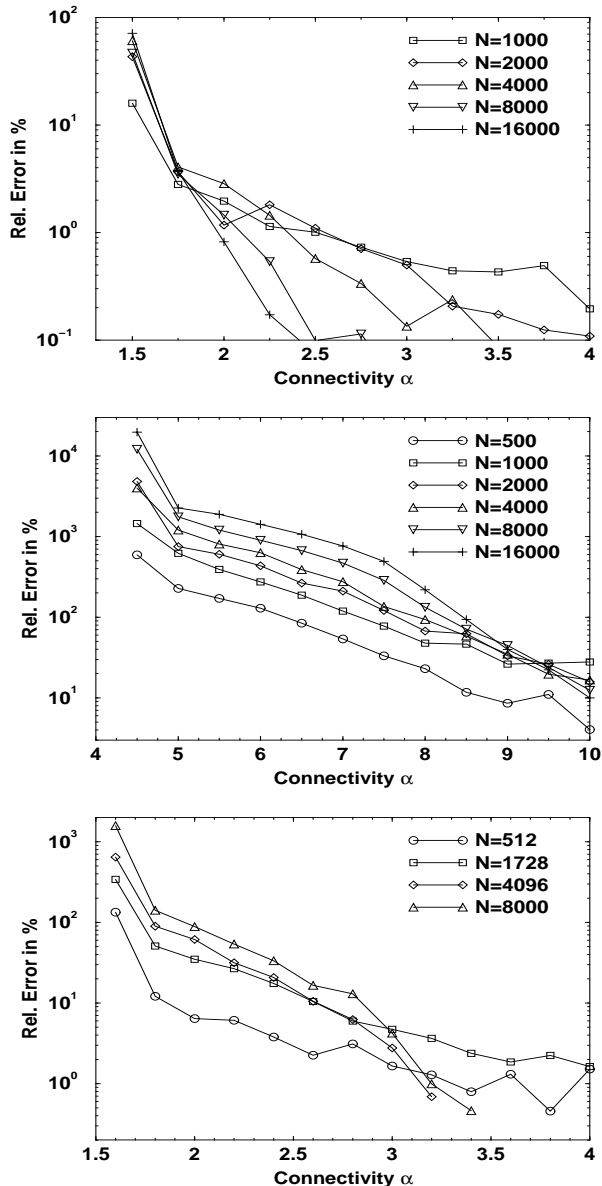 10²
10¹
10⁰
10⁻¹
Rel. Error in %
N=1000
N=2000
N=4000
N=8000
N=16000
1.5 2 2.5 3 3.5 4
Connectivity α
10⁴
10³
10²
10¹
Rel. Error in %
N=500
N=1000
N=2000
N=4000
N=8000
N=16000
4 5 6 7 8 9 10
Connectivity α
10³
10²
10¹
10⁰
Rel. Error in %
N=512
N=1728
N=4096
N=8000
1.5 2 2.5 3 3.5 4
Connectivity α